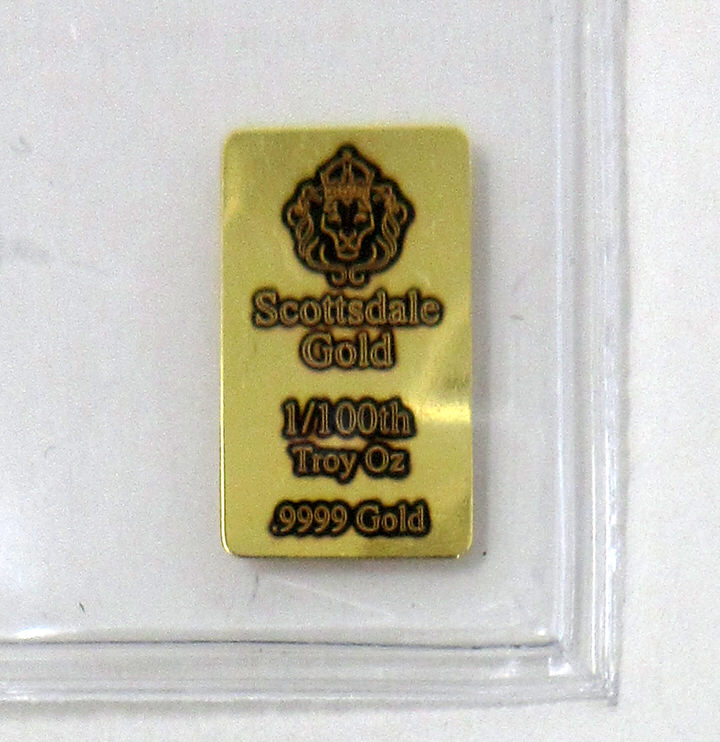 Scottsdale
Gold
1/100th
Troy Oz
.9999 Gold